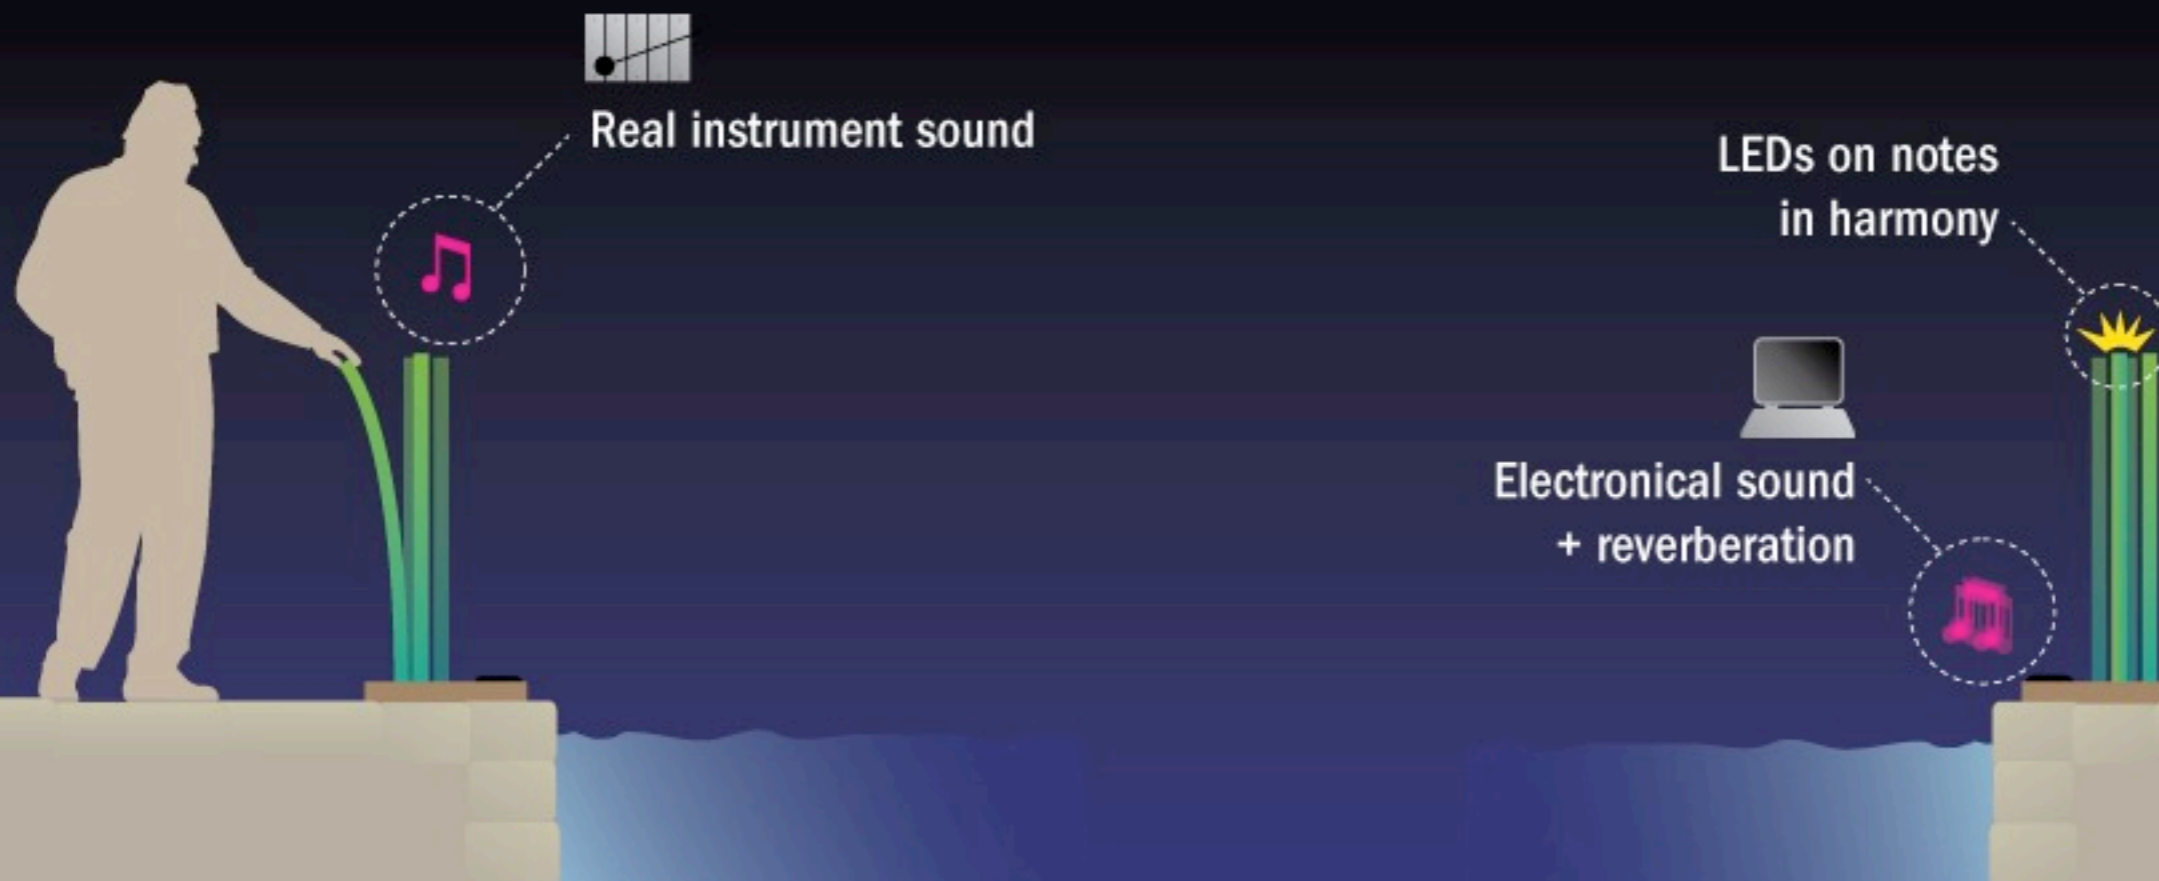 Real instrument sound
LEDs on notes
in harmony
Electronical sound
+ reverberation